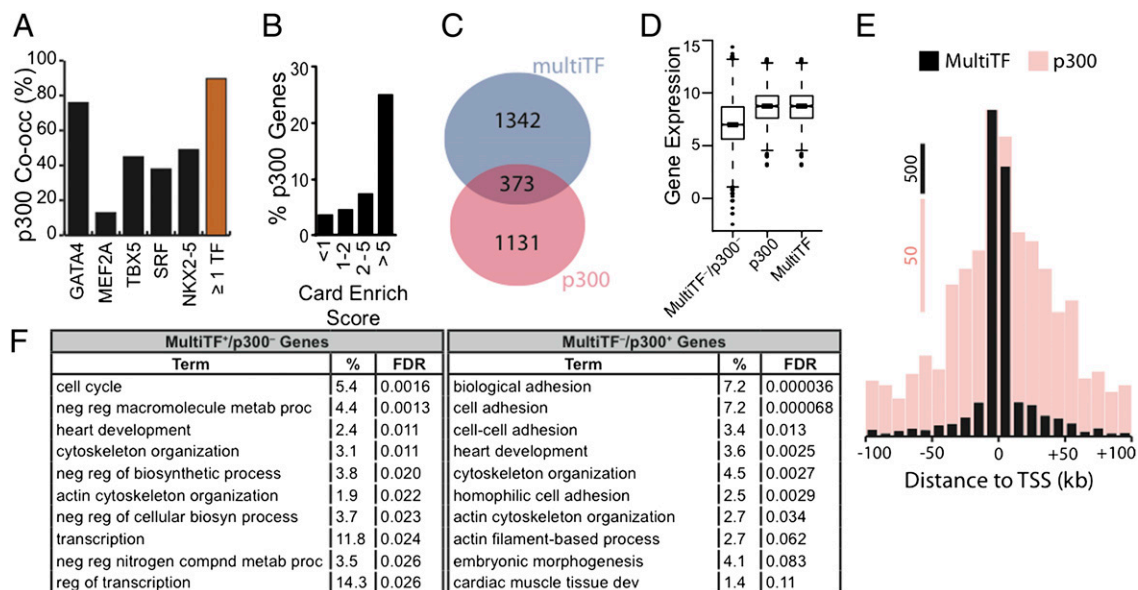 A
p300 Co-occ (%)
100
80
60
40
20
0
GATA4
MEF2A
TBX5
SRF
NKX2-5
≥ 1 TF
B
% p300 Genes
30
20
10
0
<1
1-2
2-5
>5
Card Enrich
Score
C
multiTF
1342
373
1131
p300
D
Gene Expression
15
10
5
0
MultiTF⁻/p300⁻
p300
MultiTF
E
MultiTF
p300
500
50
-100
-50
0
+50
+100
Distance to TSS (kb)
F
MultiTF⁺/p300⁻ Genes
Term % FDR
cell cycle 5.4 0.0016
neg reg macromolecule metab proc 4.4 0.0013
heart development 2.4 0.011
cytoskeleton organization 3.1 0.011
neg reg of biosynthetic process 3.8 0.020
actin cytoskeleton organization 1.9 0.022
neg reg of cellular biosyn process 3.7 0.023
transcription 11.8 0.024
neg reg nitrogen compnd metab proc 3.5 0.026
reg of transcription 14.3 0.026
MultiTF⁻/p300⁺ Genes
Term % FDR
biological adhesion 7.2 0.000036
cell adhesion 7.2 0.000068
cell-cell adhesion 3.4 0.013
heart development 3.6 0.0025
cytoskeleton organization 4.5 0.0027
homophilic cell adhesion 2.5 0.0029
actin cytoskeleton organization 2.7 0.034
actin filament-based process 2.7 0.062
embryonic morphogenesis 4.1 0.083
cardiac muscle tissue dev 1.4 0.11